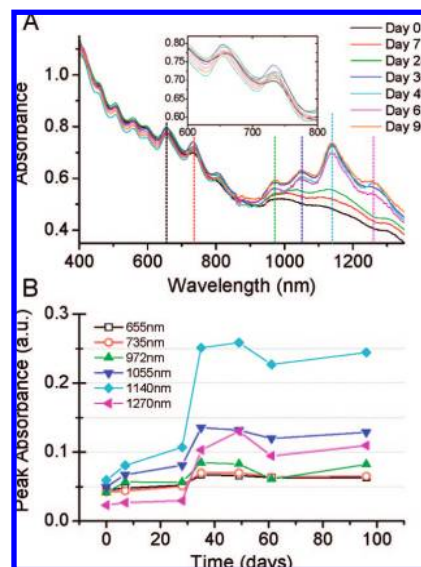 A
Absorbance
1.0
0.8
0.6
0.4
400 600 800 1000 1200
Wavelength (nm)
0.80
0.75
0.70
0.65
0.60
600 700 800
Day 0
Day 7
Day 2
Day 3
Day 4
Day 6
Day 9
B
Peak Absorbance (a.u.)
0.3
0.2
0.1
0.0
0 20 40 60 80 100
Time (days)
655nm
735nm
972nm
1055nm
1140nm
1270nm